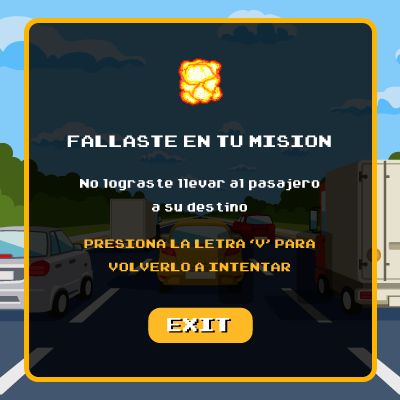 FALLASTE EN TU MISION
No lograste llevar al pasajero
a su destino
PRESIONA LA LETRA 'V' PARA
VOLVERLO A INTENTAR
EXIT